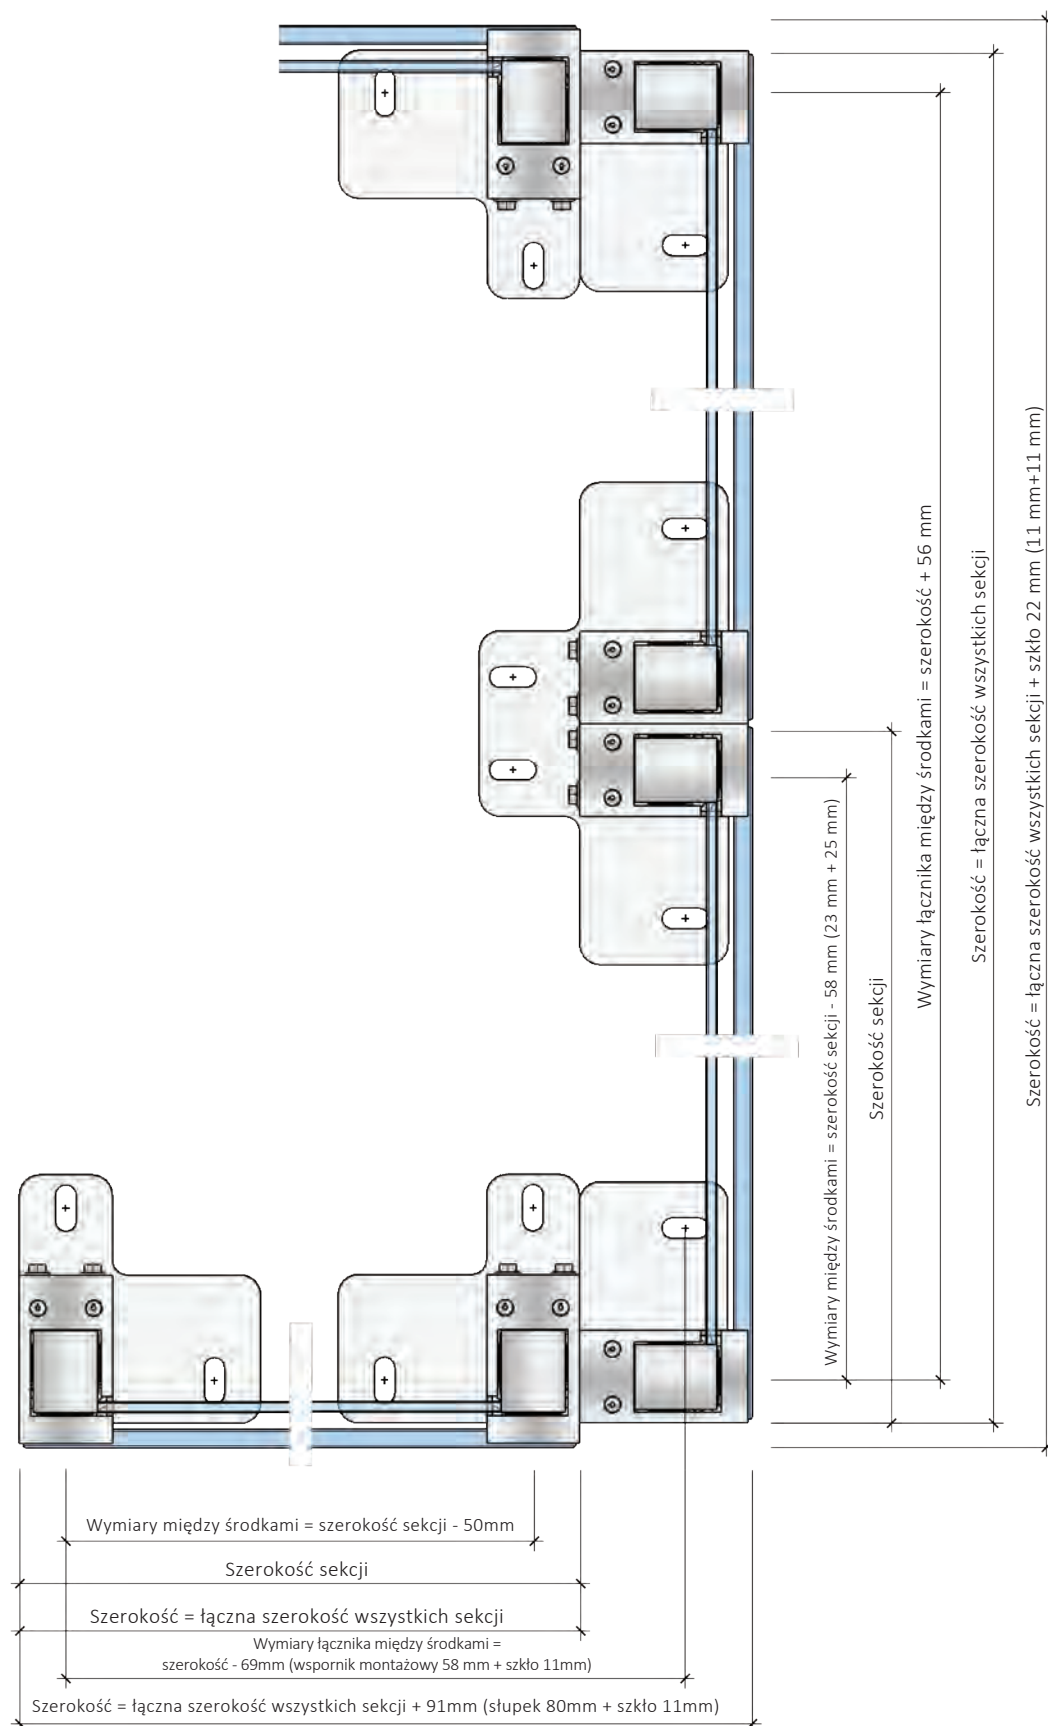 Wymiary między środkami = szerokość sekcji - 58 mm (23 mm + 25 mm)
Szerokość sekcji
Wymiary łącznika między środkami = szerokość + 56 mm
Szerokość = łączna szerokość wszystkich sekcji
Szerokość = łączna szerokość wszystkich sekcji + szkło 22 mm (11 mm+11 mm)
Wymiary między środkami = szerokość sekcji - 50mm
Szerokość sekcji
Szerokość = łączna szerokość wszystkich sekcji
Wymiary łącznika między środkami =
szerokość - 69mm (wspornik montażowy 58 mm + szkło 11mm)
Szerokość = łączna szerokość wszystkich sekcji + 91mm (słupek 80mm + szkło 11mm)